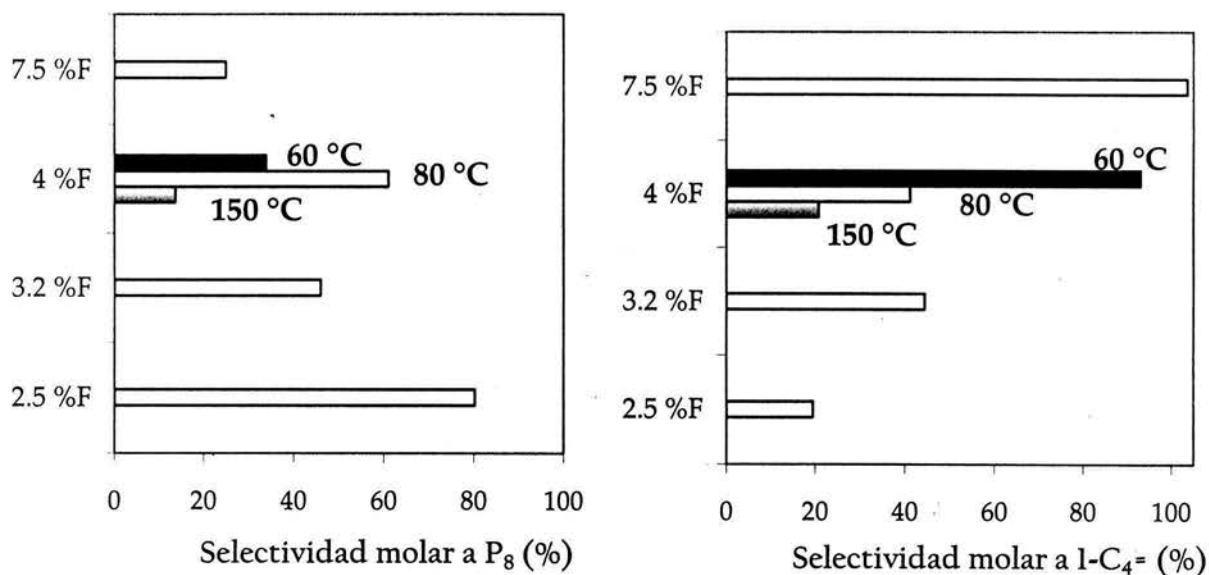 7.5 %F
4 %F
3.2 %F
2.5 %F
60 °C
80 °C
150 °C
0 20 40 60 80 100
Selectividad molar a P₈ (%)
7.5 %F
4 %F
3.2 %F
2.5 %F
60 °C
80 °C
150 °C
0 20 40 60 80 100
Selectividad molar a 1-C₄= (%)